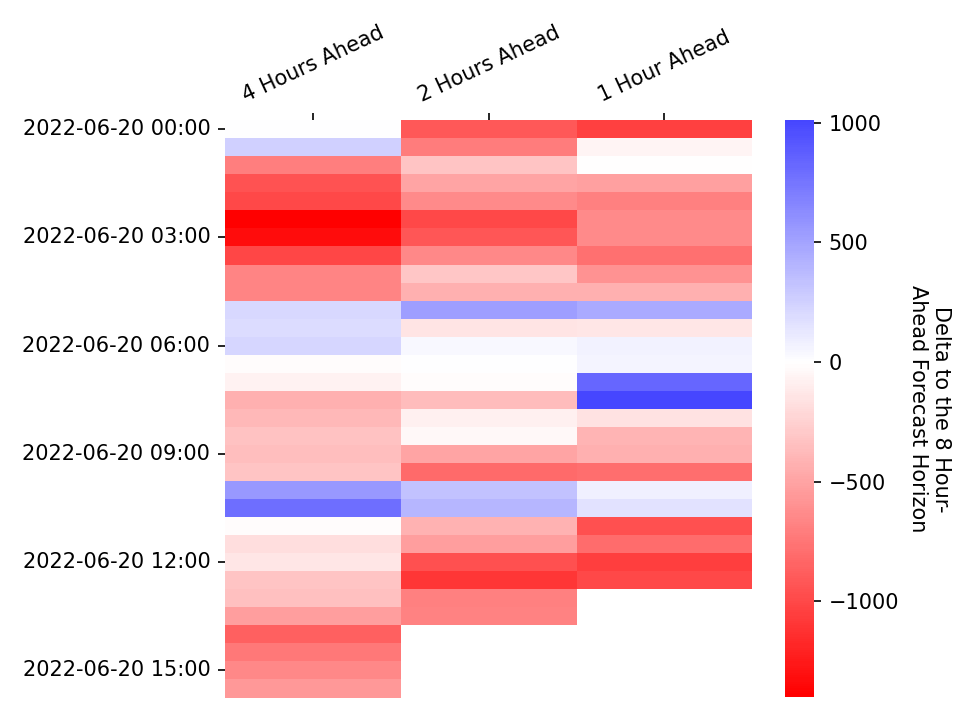 4 Hours Ahead
2 Hours Ahead
1 Hour Ahead
2022-06-20 00:00
2022-06-20 03:00
2022-06-20 06:00
2022-06-20 09:00
2022-06-20 12:00
2022-06-20 15:00
1000
500
0
−500
−1000
Delta to the 8 Hour-
Ahead Forecast Horizon